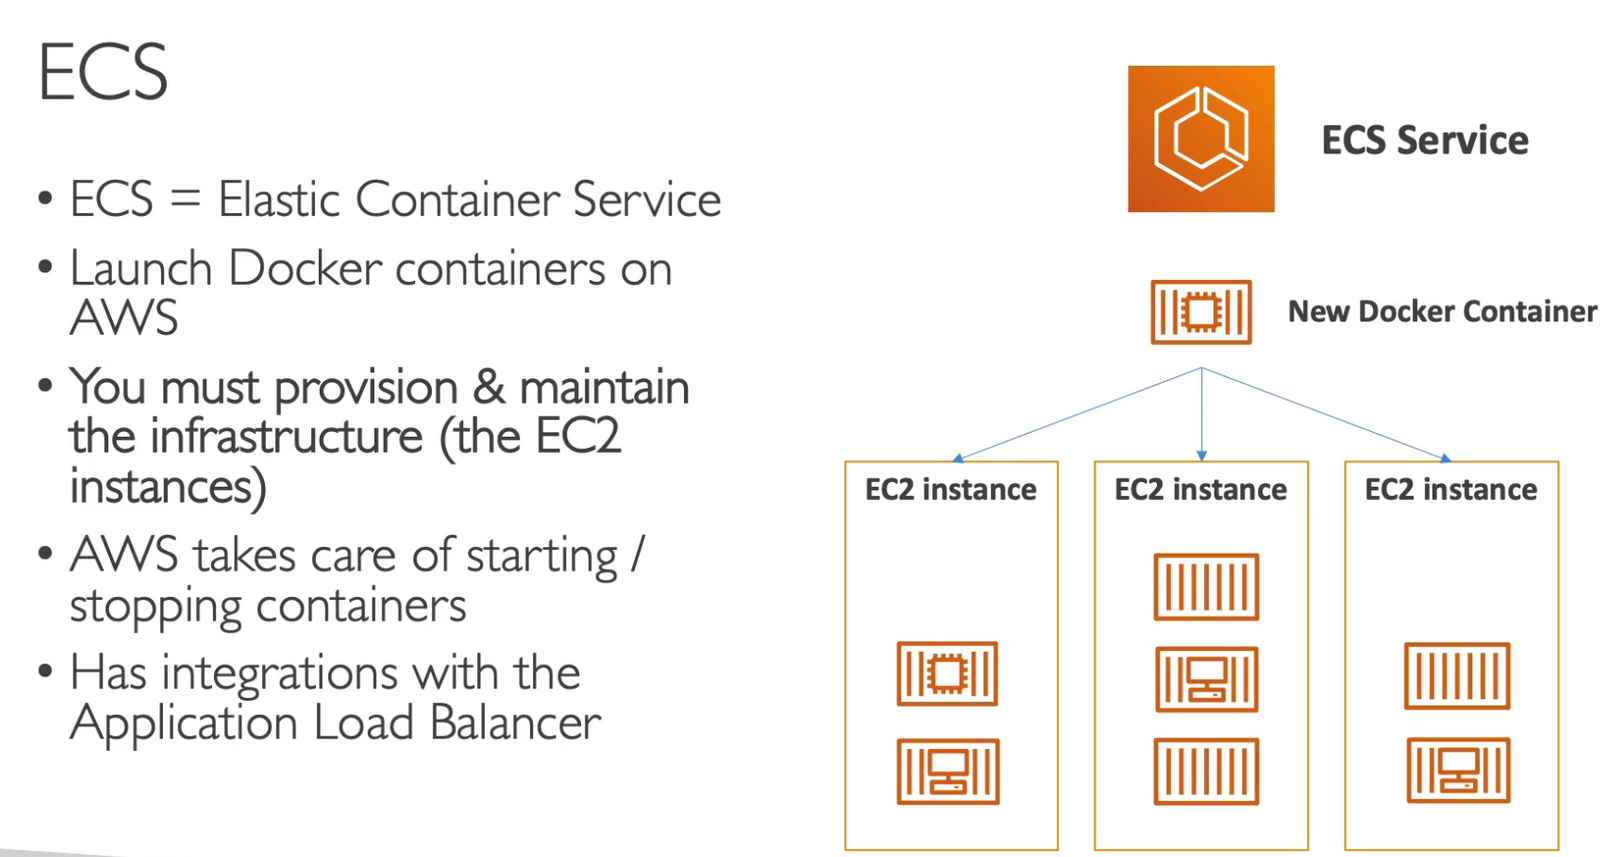 ECS
• ECS = Elastic Container Service
• Launch Docker containers on
AWS
• You must provision & maintain
the infrastructure (the EC2
instances)
• AWS takes care of starting /
stopping containers
• Has integrations with the
Application Load Balancer
ECS Service
New Docker Container
EC2 instance
EC2 instance
EC2 instance